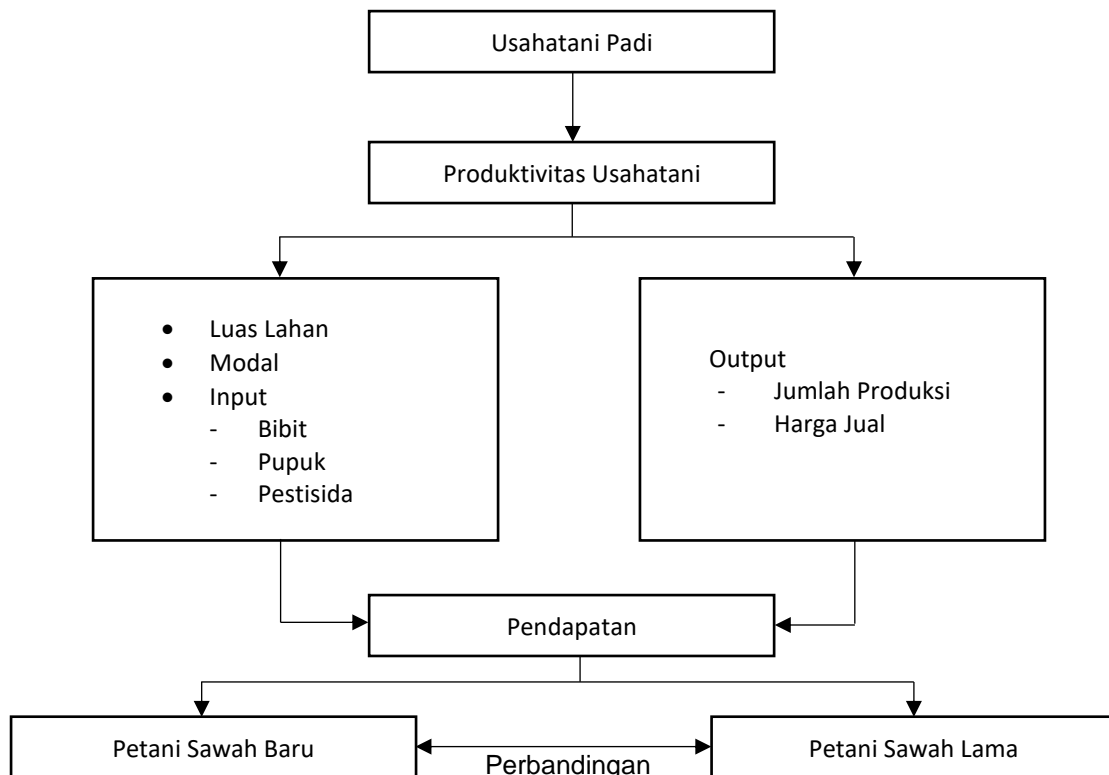 Usahatani Padi
Produktivitas Usahatani
• Luas Lahan
• Modal
• Input
- Bibit
- Pupuk
- Pestisida
Output
- Jumlah Produksi
- Harga Jual
Pendapatan
Petani Sawah Baru
Perbandingan
Petani Sawah Lama